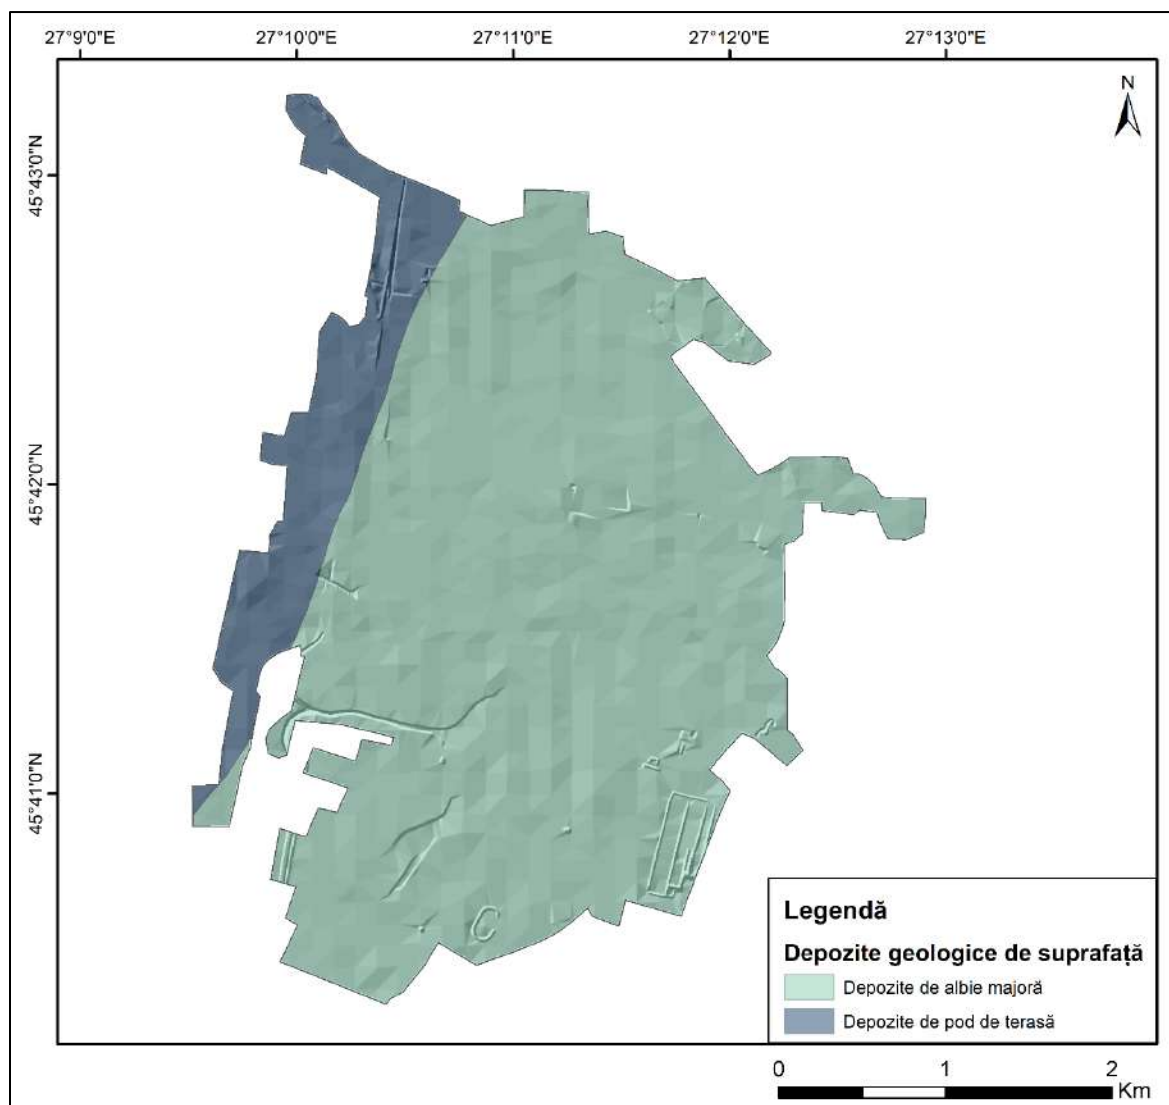 27°9'0"E 27°10'0"E 27°11'0"E 27°12'0"E 27°13'0"E
N
45°43'0"N
45°42'0"N
45°41'0"N
Legendă
Depozite geologice de suprafață
Depozite de albie majoră
Depozite de pod de terasă
0 1 2
Km